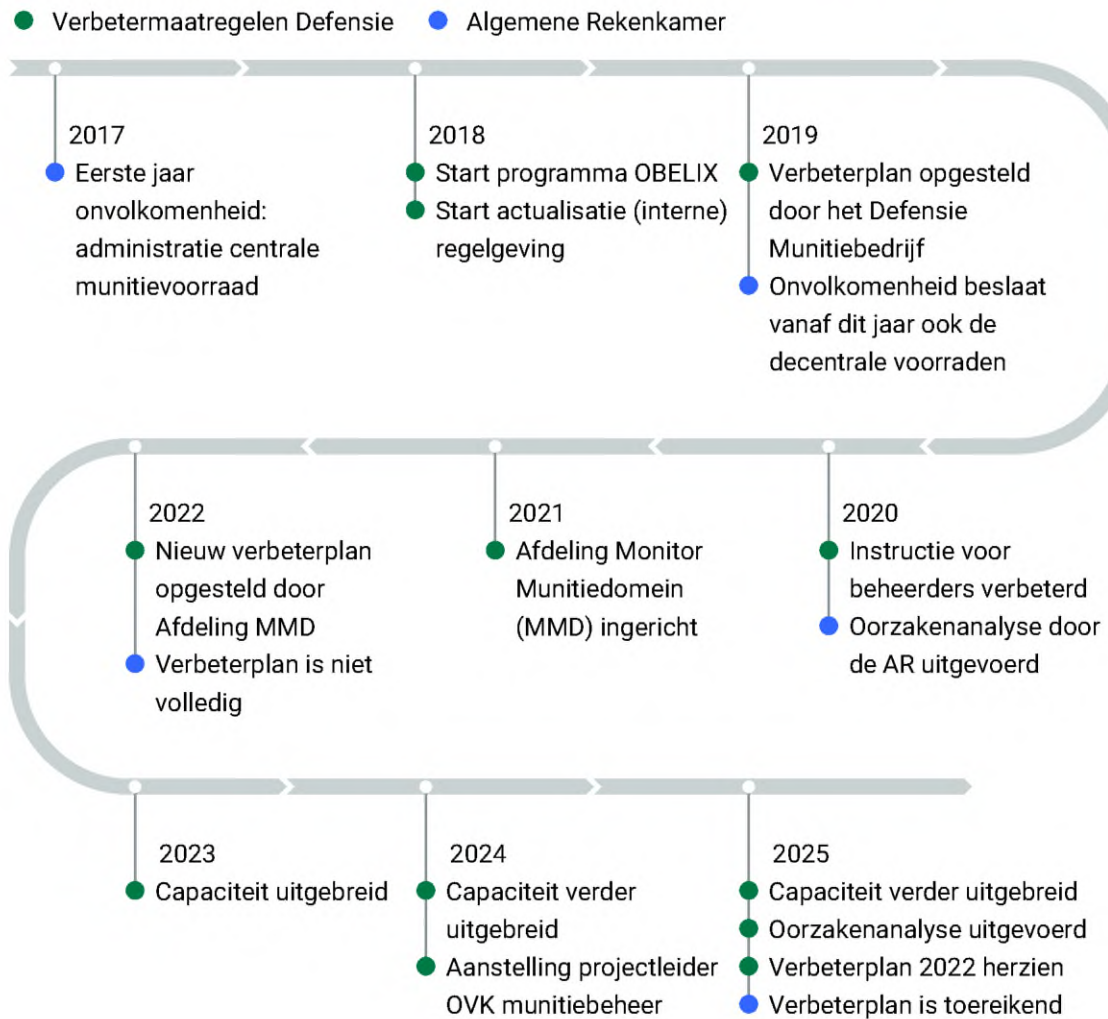 Verbetermaatregelen Defensie
Algemene Rekenkamer
2017
Eerste jaar
onvolkomenheid:
administratie centrale
munitievoorraad
2018
Start programma OBELIX
Start actualisatie (interne)
regelgeving
2019
Verbeterplan opgesteld
door het Defensie
Munitiebedrijf
Onvolkomenheid beslaat
vanaf dit jaar ook de
decentrale voorraden
2020
Instructie voor
beheerders verbeterd
Oorzakenanalyse door
de AR uitgevoerd
2021
Afdeling Monitor
Munitiedomein
(MMD) ingericht
2022
Nieuw verbeterplan
opgesteld door
Afdeling MMD
Verbeterplan is niet
volledig
2023
Capaciteit uitgebreid
2024
Capaciteit verder
uitgebreid
Aanstelling projectleider
OVK munitiebeheer
2025
Capaciteit verder uitgebreid
Oorzakenanalyse uitgevoerd
Verbeterplan 2022 herzien
Verbeterplan is toereikend